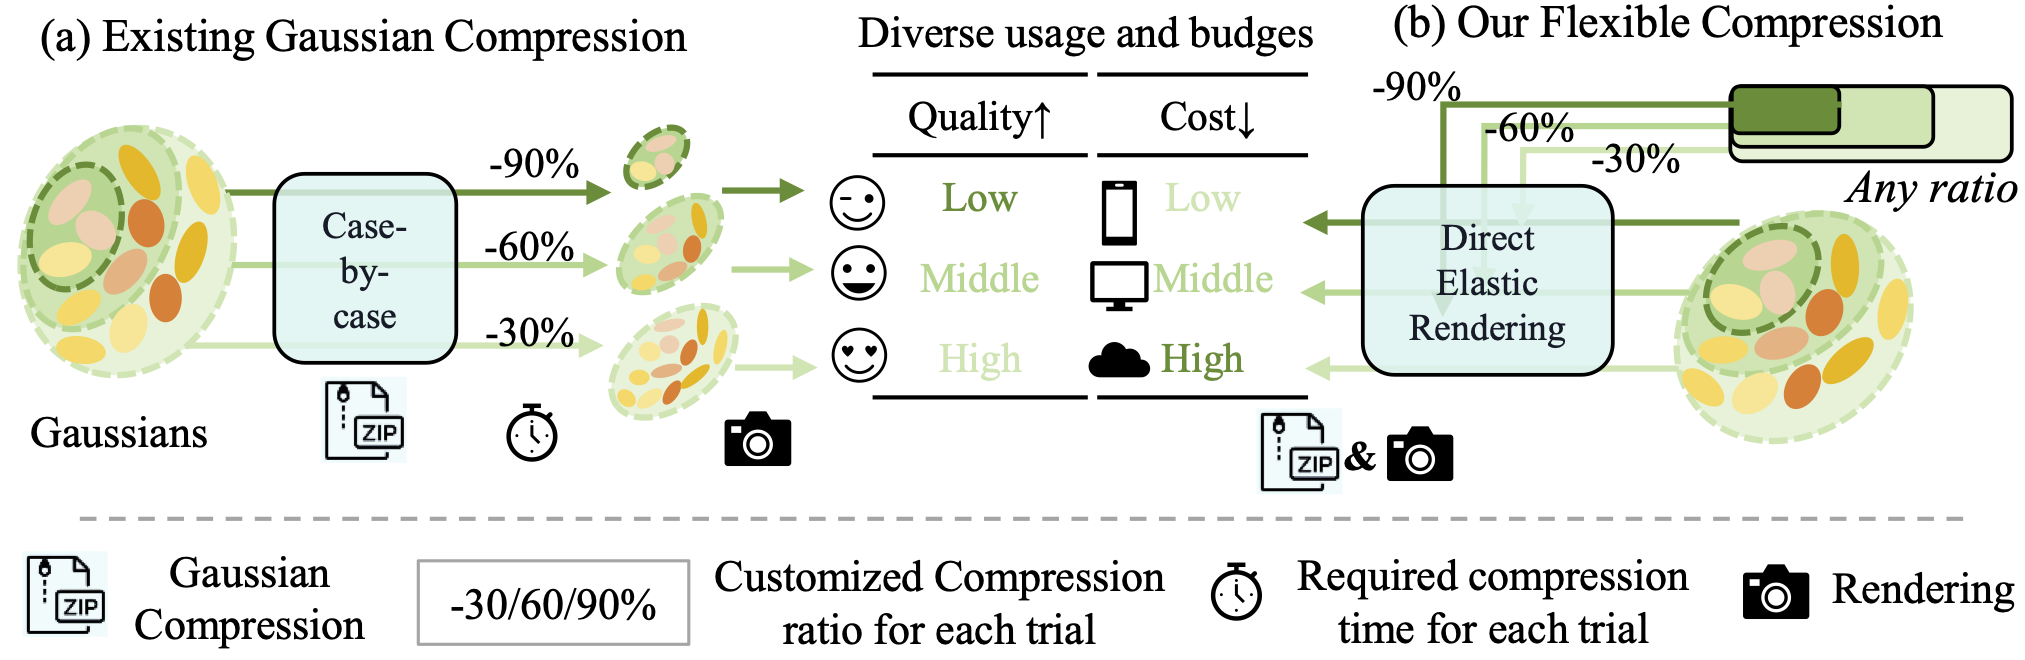 (a) Existing Gaussian Compression
Diverse usage and budges
(b) Our Flexible Compression
Quality↑ Cost↓
Low Low
Middle Middle
High High
-90%
-60%
-30%
Case-
by-
case
Gaussians
ZIP
-90%
-60%
-30%
Any ratio
Direct
Elastic
Rendering
ZIP &
ZIP
Gaussian
Compression
-30/60/90%
Customized Compression
ratio for each trial
Required compression
time for each trial
Rendering